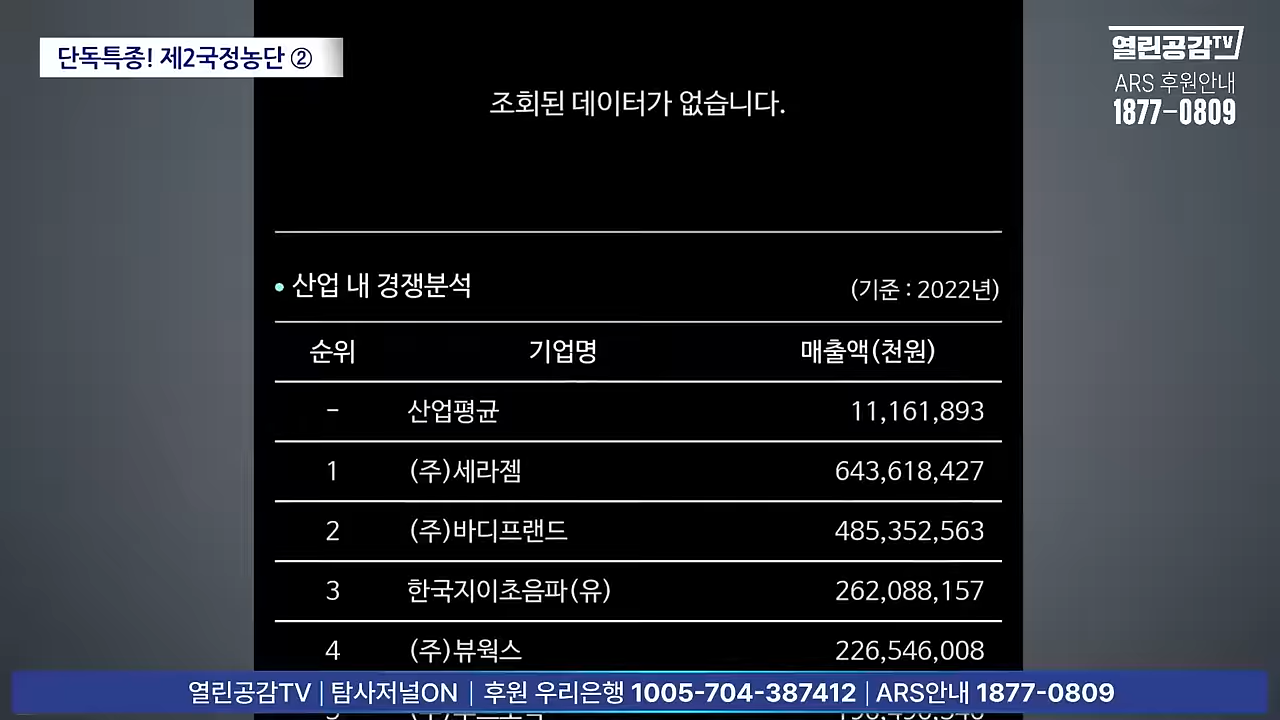 단독특종! 제2국정농단 ②
열린공감TV
ARS 후원안내
1877-0809
조회된 데이터가 없습니다.
• 산업 내 경쟁분석 (기준 : 2022년)
순위 기업명 매출액(천원)
- 산업평균 11,161,893
1 (주)세라젬 643,618,427
2 (주)바디프랜드 485,352,563
3 한국지이초음파(유) 262,088,157
4 (주)뷰웍스 226,546,008
열린공감TV | 탐사저널ON | 후원 우리은행 1005-704-387412 | ARS안내 1877-0809